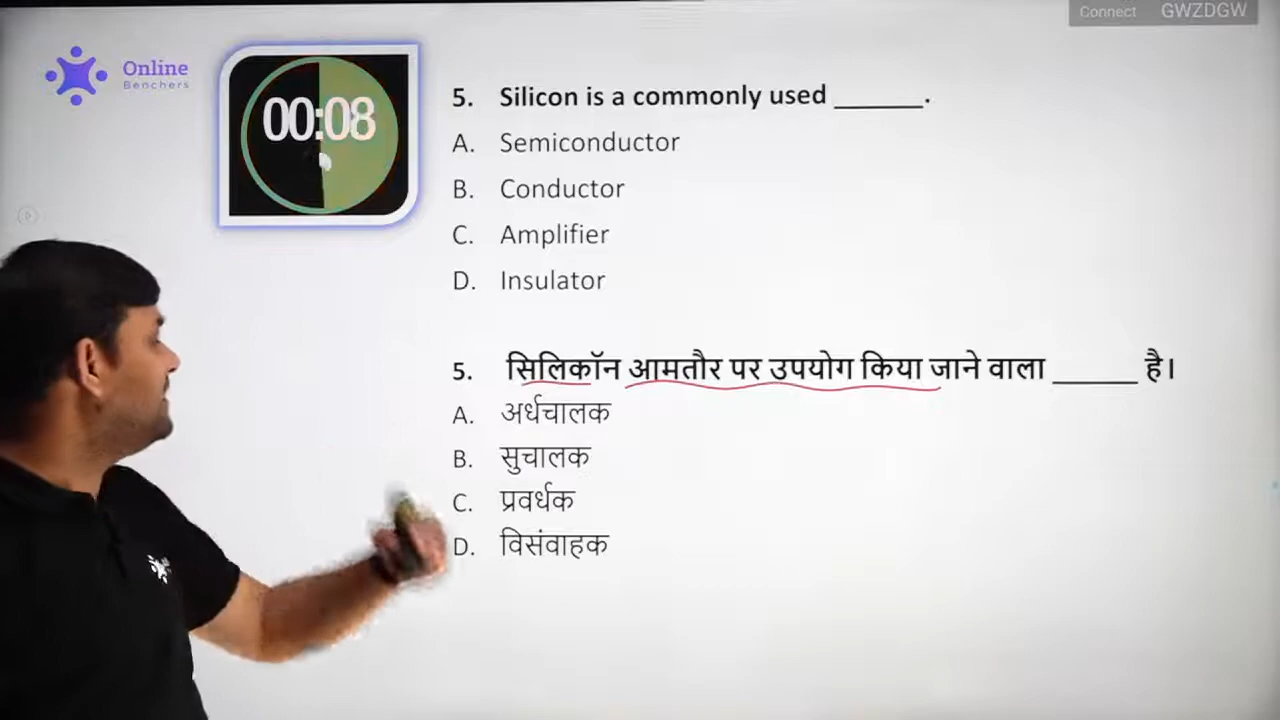 Connect GWZDGW
Online
Benchers
00:08
5. Silicon is a commonly used ______.
A. Semiconductor
B. Conductor
C. Amplifier
D. Insulator
5. सिलिकॉन आमतौर पर उपयोग किया जाने वाला ______ है।
A. अर्धचालक
B. सुचालक
C. प्रवर्धक
D. विसंवाहक